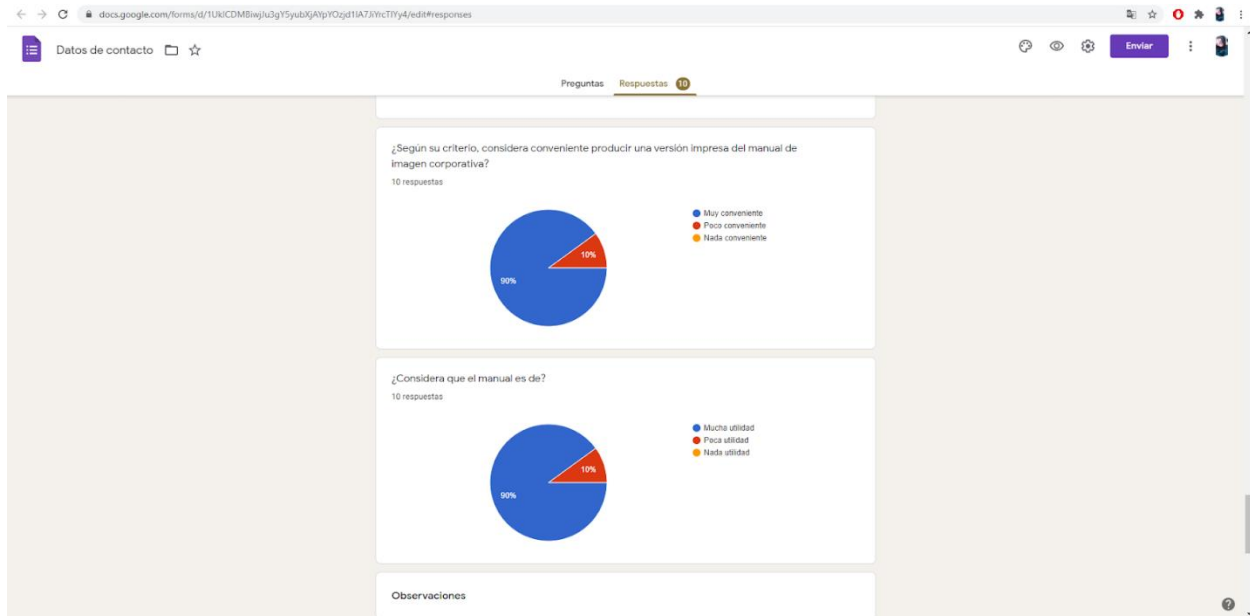 docs.google.com/forms/d/1UkICDMBiwjJu3gY5yubXjAYpYOzjd1IA7JiYrcTIYy4/edit#responses
Datos de contacto
Enviar
Preguntas Respuestas 10
¿Según su criterio, considera conveniente producir una versión impresa del manual de
imagen corporativa?
10 respuestas
Muy conveniente
Poco conveniente
Nada conveniente
10%
90%
¿Considera que el manual es de?
10 respuestas
Mucha utilidad
Poca utilidad
Nada utilidad
10%
90%
Observaciones